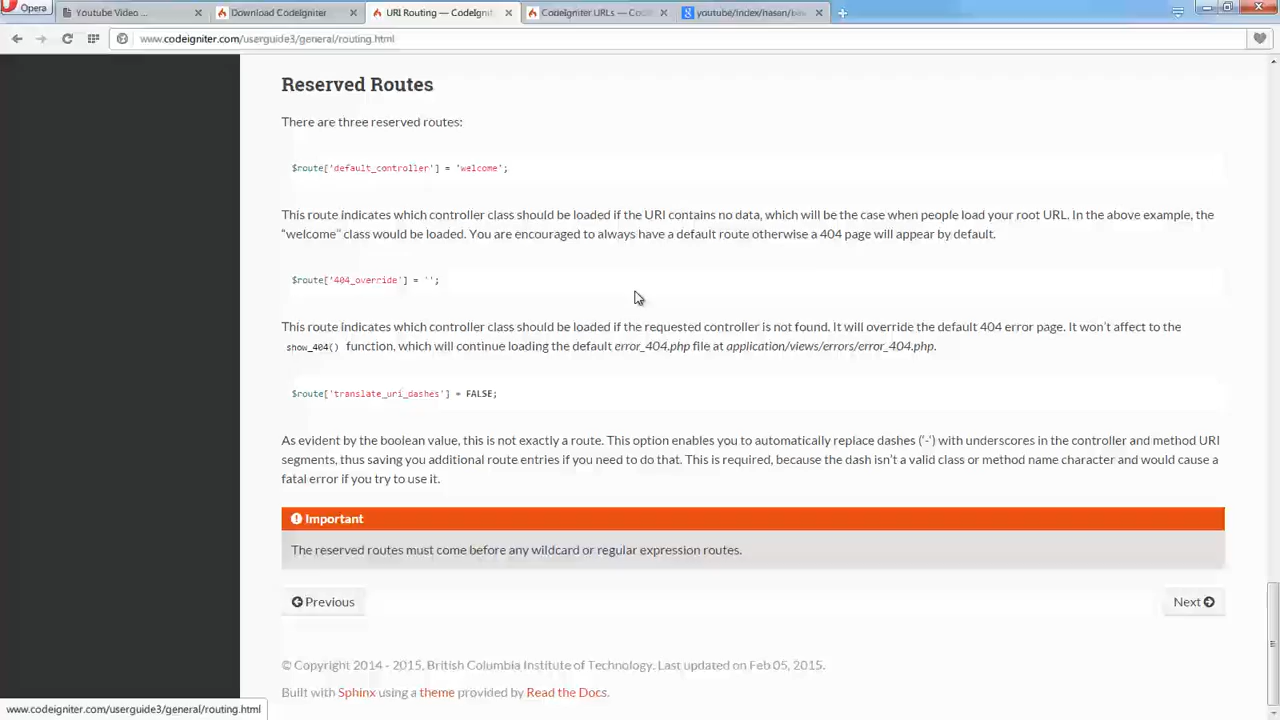 Opera
Youtube Video ...
Download CodeIgniter
URI Routing — CodeIgnit
CodeIgniter URLs — Cod
youtube/index/hasan/
www.codeigniter.com/userguide3/general/routing.html
Reserved Routes
There are three reserved routes:
$route['default_controller'] = 'welcome';
This route indicates which controller class should be loaded if the URI contains no data, which will be the case when people load your root URL. In the above example, the
“welcome” class would be loaded. You are encouraged to always have a default route otherwise a 404 page will appear by default.
$route['404_override'] = '';
This route indicates which controller class should be loaded if the requested controller is not found. It will override the default 404 error page. It won’t affect to the
show_404() function, which will continue loading the default error_404.php file at application/views/errors/error_404.php.
$route['translate_uri_dashes'] = FALSE;
As evident by the boolean value, this is not exactly a route. This option enables you to automatically replace dashes (‘-‘) with underscores in the controller and method URI
segments, thus saving you additional route entries if you need to do that. This is required, because the dash isn’t a valid class or method name character and would cause a
fatal error if you try to use it.
Important
The reserved routes must come before any wildcard or regular expression routes.
Previous
Next
© Copyright 2014 - 2015, British Columbia Institute of Technology. Last updated on Feb 05, 2015.
Built with Sphinx using a theme provided by Read the Docs.
www.codeigniter.com/userguide3/general/routing.html